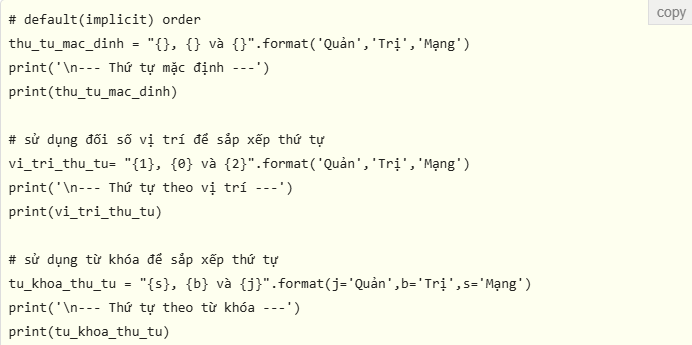 copy
# default(implicit) order
thu_tu_mac_dinh = "{}, {} và {}".format('Quản','Trị','Mạng')
print('\n--- Thứ tự mặc định ---')
print(thu_tu_mac_dinh)
# sử dụng đối số vị trí để sắp xếp thứ tự
vi_tri_thu_tu= "{1}, {0} và {2}".format('Quản','Trị','Mạng')
print('\n--- Thứ tự theo vị trí ---')
print(vi_tri_thu_tu)
# sử dụng từ khóa để sắp xếp thứ tự
tu_khoa_thu_tu = "{s}, {b} và {j}".format(j='Quản',b='Trị',s='Mạng')
print('\n--- Thứ tự theo từ khóa ---')
print(tu_khoa_thu_tu)